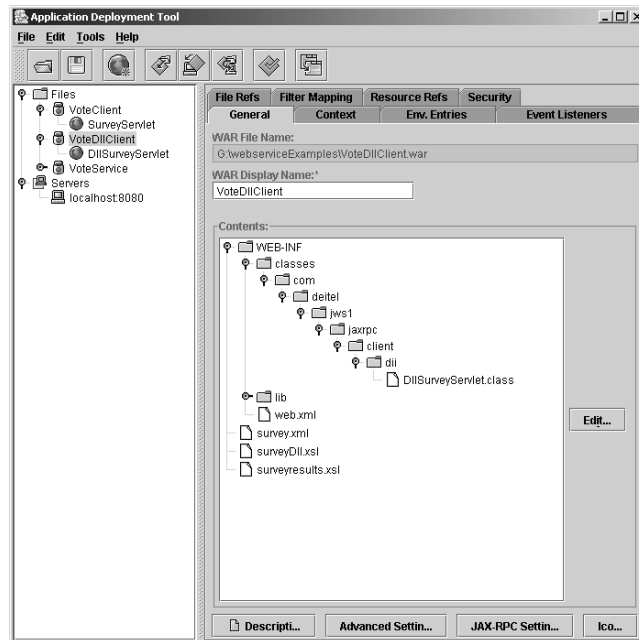 Application Deployment Tool
File Edit Tools Help
Files
VoteClient
SurveyServlet
VoteDIIClient
DIISurveyServlet
VoteService
Servers
localhost:8080
File Refs Filter Mapping Resource Refs Security
General Context Env. Entries Event Listeners
WAR File Name:
G:\webserviceExamples\VoteDIIClient.war
WAR Display Name:*
VoteDIIClient
Contents:
WEB-INF
classes
com
deitel
jws1
jaxrpc
client
dii
DIISurveyServlet.class
lib
web.xml
survey.xml
surveyDII.xsl
surveyresults.xsl
Edit...
Descripti... Advanced Settin... JAX-RPC Settin... Ico...